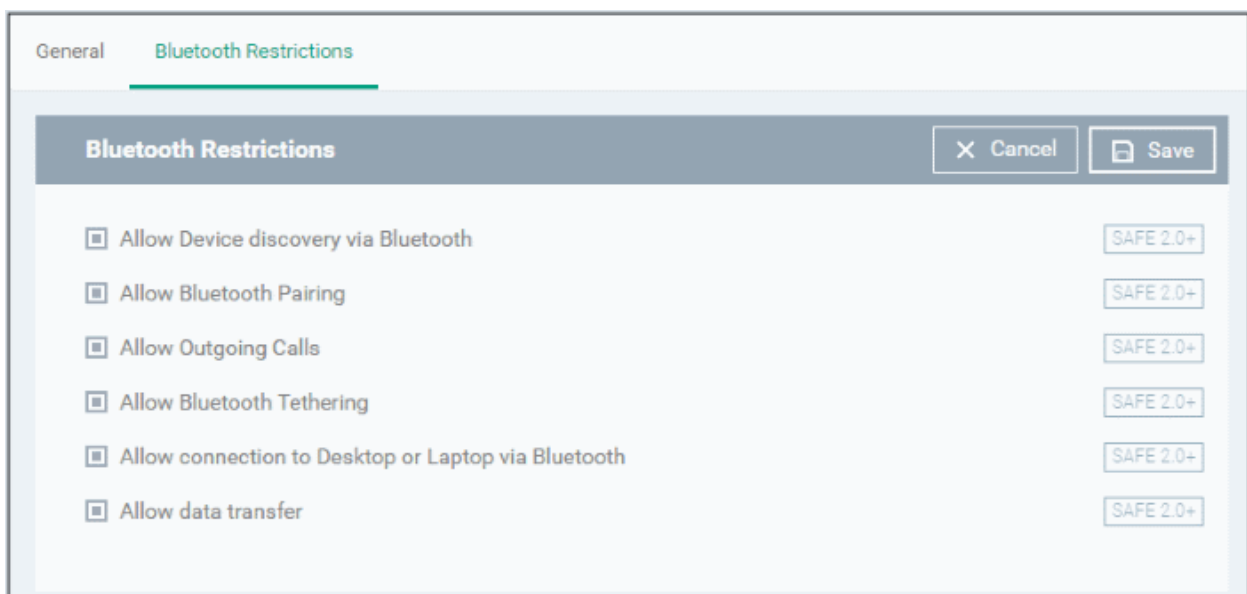 General Bluetooth Restrictions
Bluetooth Restrictions Cancel Save
Allow Device discovery via Bluetooth SAFE 2.0+
Allow Bluetooth Pairing SAFE 2.0+
Allow Outgoing Calls SAFE 2.0+
Allow Bluetooth Tethering SAFE 2.0+
Allow connection to Desktop or Laptop via Bluetooth SAFE 2.0+
Allow data transfer SAFE 2.0+